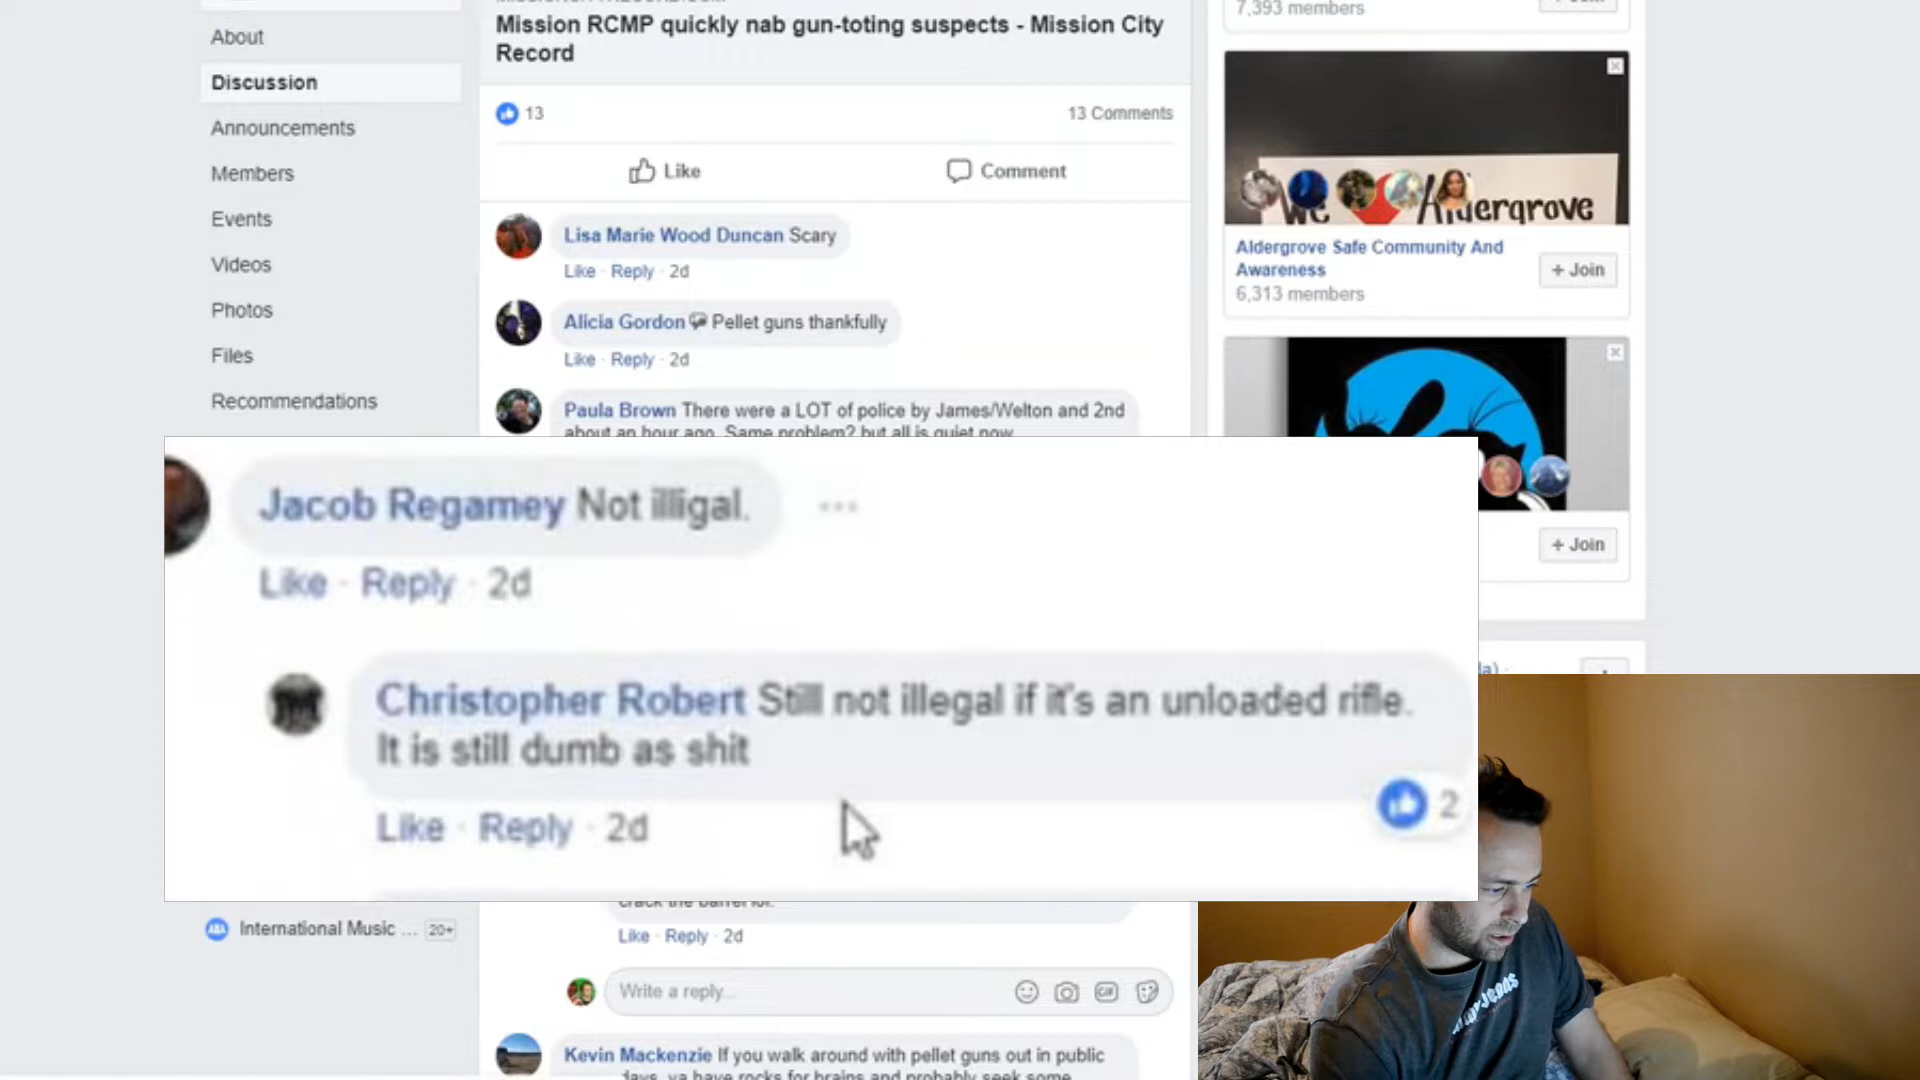 About
Discussion
Announcements
Members
Events
Videos
Photos
Files
Recommendations
International Music ... 20+
Mission RCMP quickly nab gun-toting suspects - Mission City
Record
13
13 Comments
Like
Comment
Lisa Marie Wood Duncan Scary
Like · Reply · 2d
Alicia Gordon Pellet guns thankfully
Like · Reply · 2d
Paula Brown There were a LOT of police by James/Welton and 2nd
about an hour ago. Same problem? but all is quiet now.
Jacob Regamey Not illigal.
...
Like · Reply · 2d
Christopher Robert Still not illegal if it's an unloaded rifle.
It is still dumb as shit
2
Like · Reply · 2d
crack the barrel lol.
Like · Reply · 2d
Write a reply...
GIF
Kevin Mackenzie If you walk around with pellet guns out in public
days, ya have rocks for brains and probably seek some
7,393 members
+ Join
We Aldergrove
Aldergrove Safe Community And
Awareness
+ Join
6,313 members
+ Join